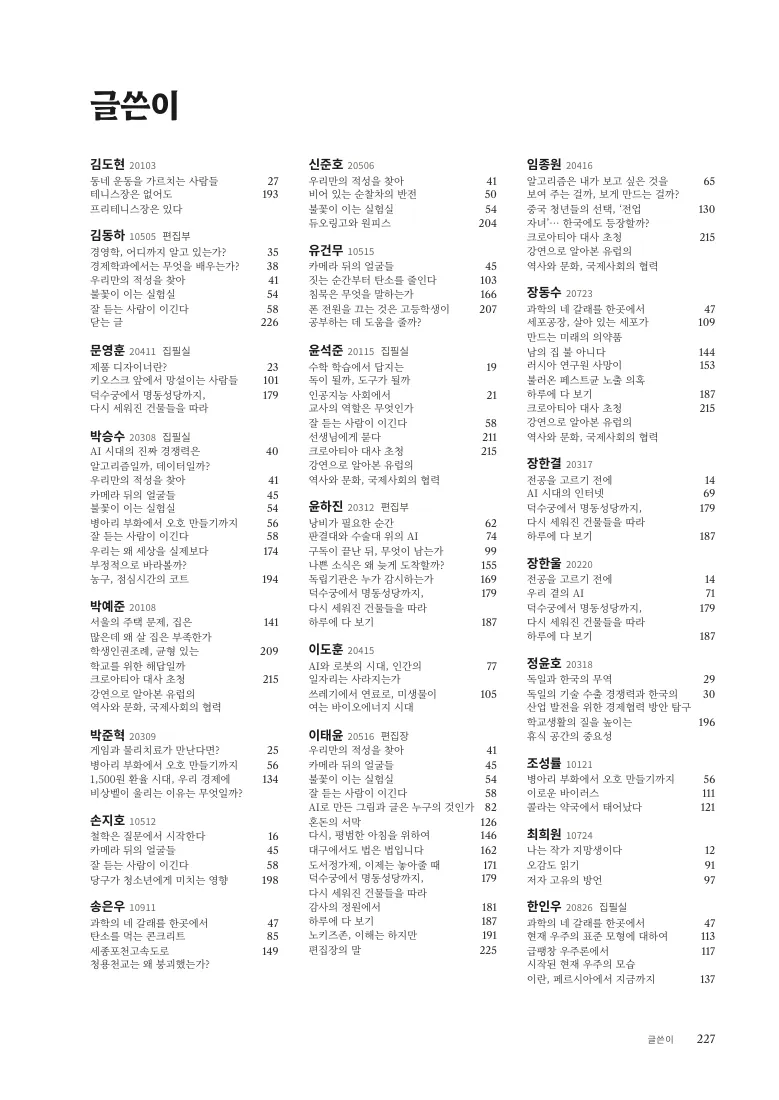 글쓴이
김도현 20103
동네 운동을 가르치는 사람들 27
테니스장은 없어도 193
프리테니스장은 있다
김동하 10505 편집부
경영학, 어디까지 알고 있는가? 35
경제학과에서는 무엇을 배우는가? 38
우리만의 적성을 찾아 41
불꽃이 이는 실험실 54
잘 듣는 사람이 이긴다 58
닫는 글 226
문영훈 20411 집필실
제품 디자이너란? 23
키오스크 앞에서 망설이는 사람들 101
덕수궁에서 명동성당까지, 179
다시 세워진 건물들을 따라
박승수 20308 집필실
AI 시대의 진짜 경쟁력은 40
알고리즘일까, 데이터일까?
우리만의 적성을 찾아 41
카메라 뒤의 얼굴들 45
불꽃이 이는 실험실 54
병아리 부화에서 오호 만들기까지 56
잘 듣는 사람이 이긴다 58
우리는 왜 세상을 실제보다 174
부정적으로 바라볼까?
농구, 점심시간의 코트 194
박예준 20108
서울의 주택 문제, 집은 141
많은데 왜 살 집은 부족한가
학생인권조례, 균형 있는 209
학교를 위한 해답일까
크로아티아 대사 초청 215
강연으로 알아본 유럽의
역사와 문화, 국제사회의 협력
박준혁 20309
게임과 물리치료가 만난다면? 25
병아리 부화에서 오호 만들기까지 56
1,500원 환율 시대, 우리 경제에 134
비상벨이 울리는 이유는 무엇일까?
손지호 10512
철학은 질문에서 시작한다 16
카메라 뒤의 얼굴들 45
잘 듣는 사람이 이긴다 58
당구가 청소년에게 미치는 영향 198
송은우 10911
과학의 네 갈래를 한곳에서 47
탄소를 먹는 콘크리트 85
세종포천고속도로 149
청용천교는 왜 붕괴했는가?
신준호 20506
우리만의 적성을 찾아 41
비어 있는 순찰차의 반전 50
불꽃이 이는 실험실 54
듀오링고와 원피스 204
유건무 10515
카메라 뒤의 얼굴들 45
짓는 순간부터 탄소를 줄인다 103
침묵은 무엇을 말하는가 166
폰 전원을 끄는 것은 고등학생이 207
공부하는 데 도움을 줄까?
윤석준 20115 집필실
수학 학습에서 답지는 19
독이 될까, 도구가 될까
인공지능 사회에서 21
교사의 역할은 무엇인가
잘 듣는 사람이 이긴다 58
선생님에게 묻다 211
크로아티아 대사 초청 215
강연으로 알아본 유럽의
역사와 문화, 국제사회의 협력
윤하진 20312 편집부
낭비가 필요한 순간 62
판결대와 수술대 위의 AI 74
구독이 끝난 뒤, 무엇이 남는가 99
나쁜 소식은 왜 늦게 도착할까? 155
독립기관은 누가 감시하는가 169
덕수궁에서 명동성당까지, 179
다시 세워진 건물들을 따라
하루에 다 보기 187
이도훈 20415
AI와 로봇의 시대, 인간의 77
일자리는 사라지는가
쓰레기에서 연료로, 미생물이 105
여는 바이오에너지 시대
이태윤 20516 편집장
우리만의 적성을 찾아 41
카메라 뒤의 얼굴들 45
불꽃이 이는 실험실 54
잘 듣는 사람이 이긴다 58
AI로 만든 그림과 글은 누구의 것인가 82
혼돈의 서막 126
다시, 평범한 아침을 위하여 146
대구에서도 법은 법입니다 162
도서정가제, 이제는 놓아줄 때 171
덕수궁에서 명동성당까지, 179
다시 세워진 건물들을 따라
감사의 정원에서 181
하루에 다 보기 187
노키즈존, 이해는 하지만 191
편집장의 말 225
임종원 20416
알고리즘은 내가 보고 싶은 것을 65
보여 주는 걸까, 보게 만드는 걸까?
중국 청년들의 선택, ‘전업 130
자녀’… 한국에도 등장할까?
크로아티아 대사 초청 215
강연으로 알아본 유럽의
역사와 문화, 국제사회의 협력
장동수 20723
과학의 네 갈래를 한곳에서 47
세포공장, 살아 있는 세포가 109
만드는 미래의 의약품
남의 집 불 아니다 144
러시아 연구원 사망이 153
불러온 페스트균 노출 의혹
하루에 다 보기 187
크로아티아 대사 초청 215
강연으로 알아본 유럽의
역사와 문화, 국제사회의 협력
장한결 20317
전공을 고르기 전에 14
AI 시대의 인터넷 69
덕수궁에서 명동성당까지, 179
다시 세워진 건물들을 따라
하루에 다 보기 187
장한울 20220
전공을 고르기 전에 14
우리 곁의 AI 71
덕수궁에서 명동성당까지, 179
다시 세워진 건물들을 따라
하루에 다 보기 187
정윤호 20318
독일과 한국의 무역 29
독일의 기술 수출 경쟁력과 한국의 30
산업 발전을 위한 경제협력 방안 탐구
학교생활의 질을 높이는 196
휴식 공간의 중요성
조성률 10121
병아리 부화에서 오호 만들기까지 56
이로운 바이러스 111
콜라는 약국에서 태어났다 121
최희원 10724
나는 작가 지망생이다 12
오감도 읽기 91
저자 고유의 방언 97
한인우 20826 집필실
과학의 네 갈래를 한곳에서 47
현재 우주의 표준 모형에 대하여 113
급팽창 우주론에서 117
시작된 현재 우주의 모습
이란, 페르시아에서 지금까지 137
글쓴이 227